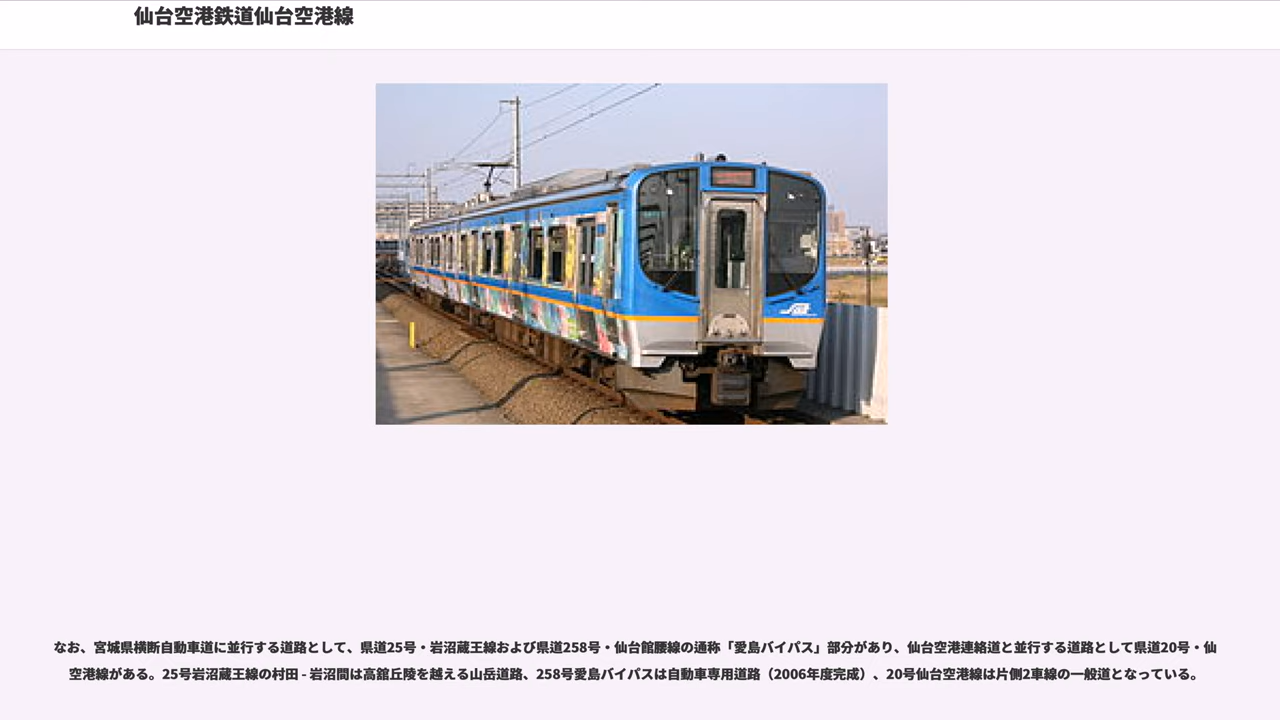 仙台空港鉄道仙台空港線
なお、宮城県横断自動車道に並行する道路として、県道25号・岩沼蔵王線および県道258号・仙台館腰線の通称「愛島バイパス」部分があり、仙台空港連絡道と並行する道路として県道20号・仙
空港線がある。25号岩沼蔵王線の村田 - 岩沼間は高舘丘陵を越える山岳道路、258号愛島バイパスは自動車専用道路（2006年度完成）、20号仙台空港線は片側2車線の一般道となっている。